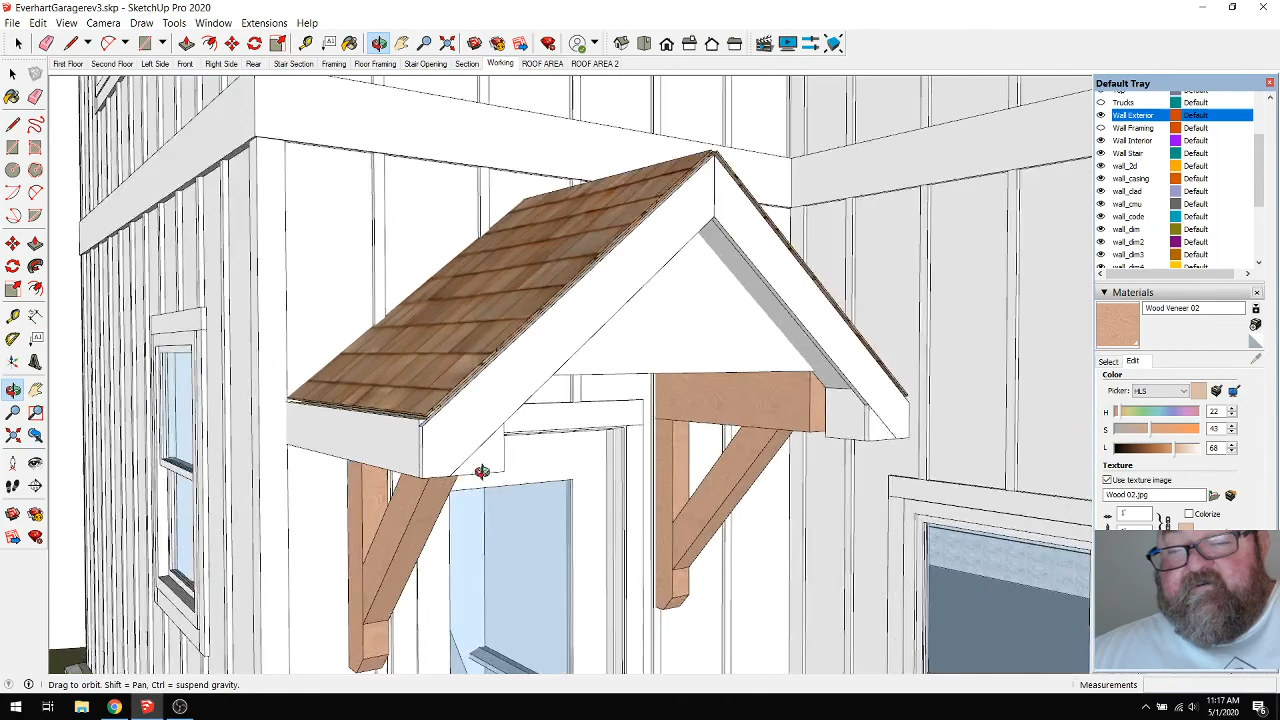 EverhartGaragerev3.skp - SketchUp Pro 2020
File Edit View Camera Draw Tools Window Extensions Help
First Floor Second Floor Left Side Front Right Side Rear Stair Section Framing Floor Framing Stair Opening Section Working ROOF AREA ROOF AREA 2
Default Tray
Trucks Default
Wall Exterior Default
Wall Framing Default
Wall Interior Default
Wall Stair Default
wall_2d Default
wall_casing Default
wall_clad Default
wall_cmu Default
wall_code Default
wall_dim Default
wall_dim2 Default
wall_dim3 Default
wall_dim4 Default
Materials
Wood Veneer 02
Select Edit
Color
Picker: HLS
H 22
S 43
L 68
Texture
Use texture image
Wood 02.jpg
1' Colorize
Drag to orbit. Shift = Pan, Ctrl = suspend gravity.
Measurements
11:17 AM
5/1/2020
6